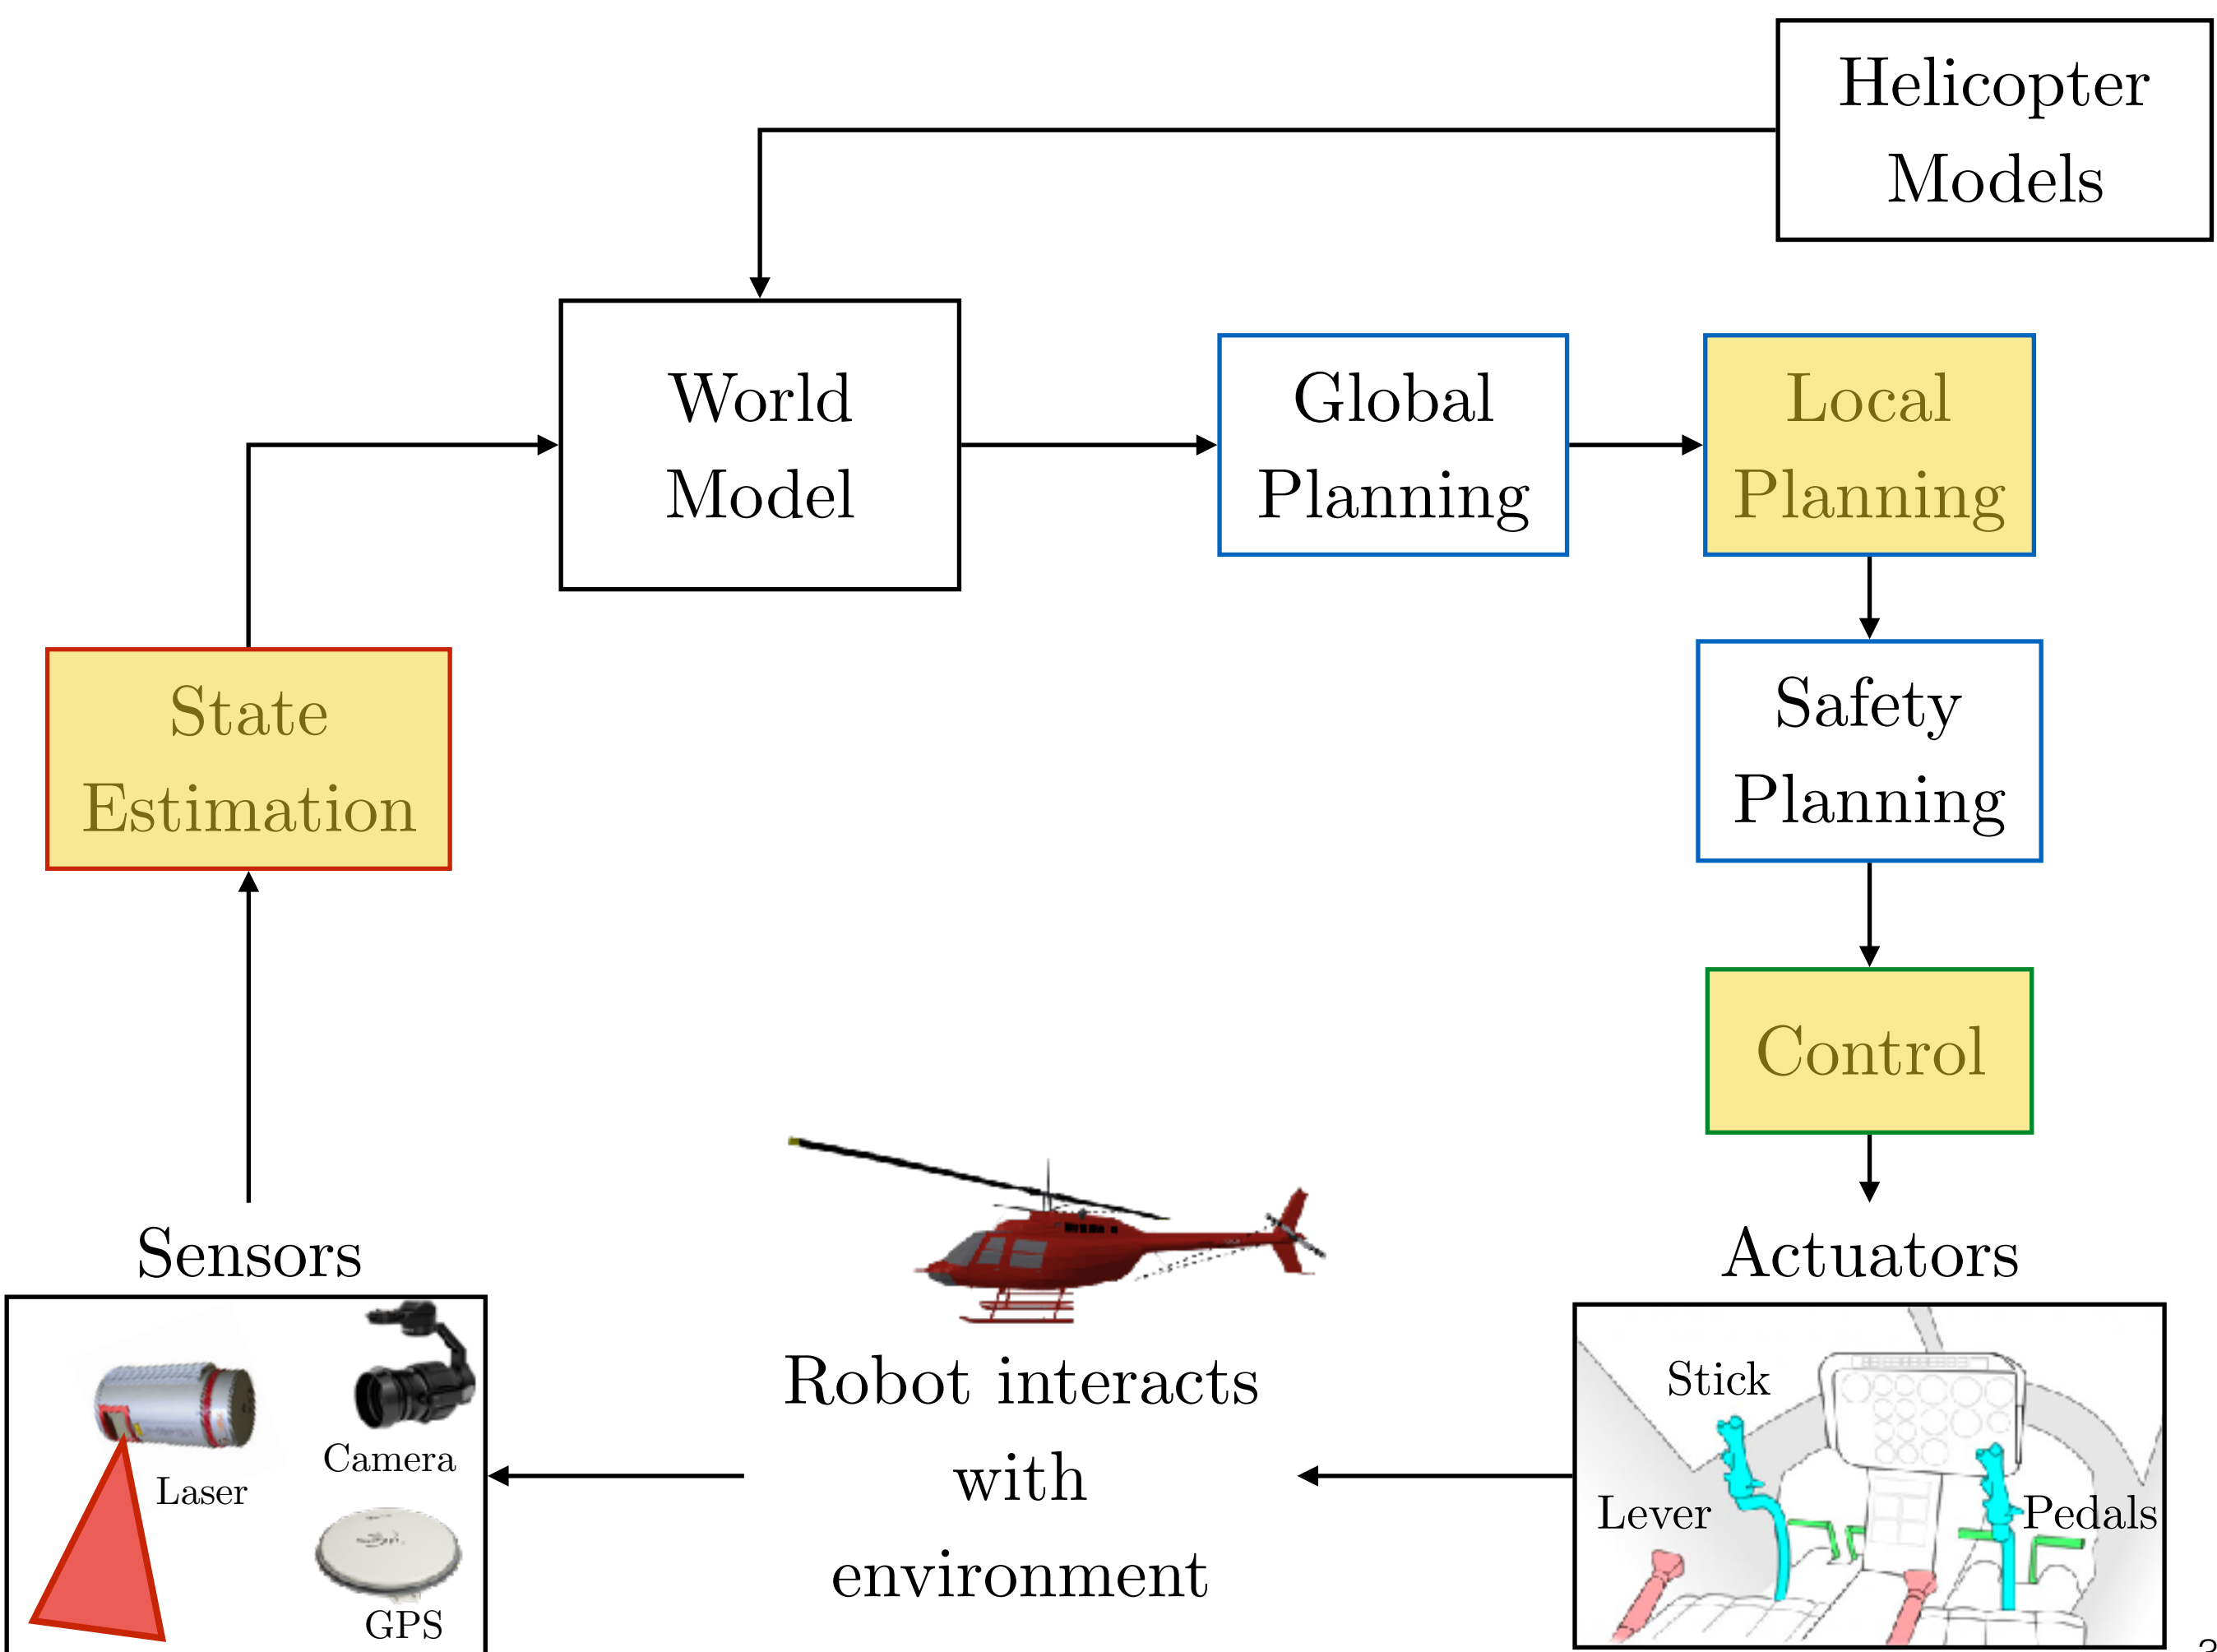 Helicopter
Models
World
Model
Global
Planning
Local
Planning
State
Estimation
Safety
Planning
Control
Sensors
Actuators
Camera
Laser
GPS
Robot interacts
with
environment
Stick
Lever
Pedals